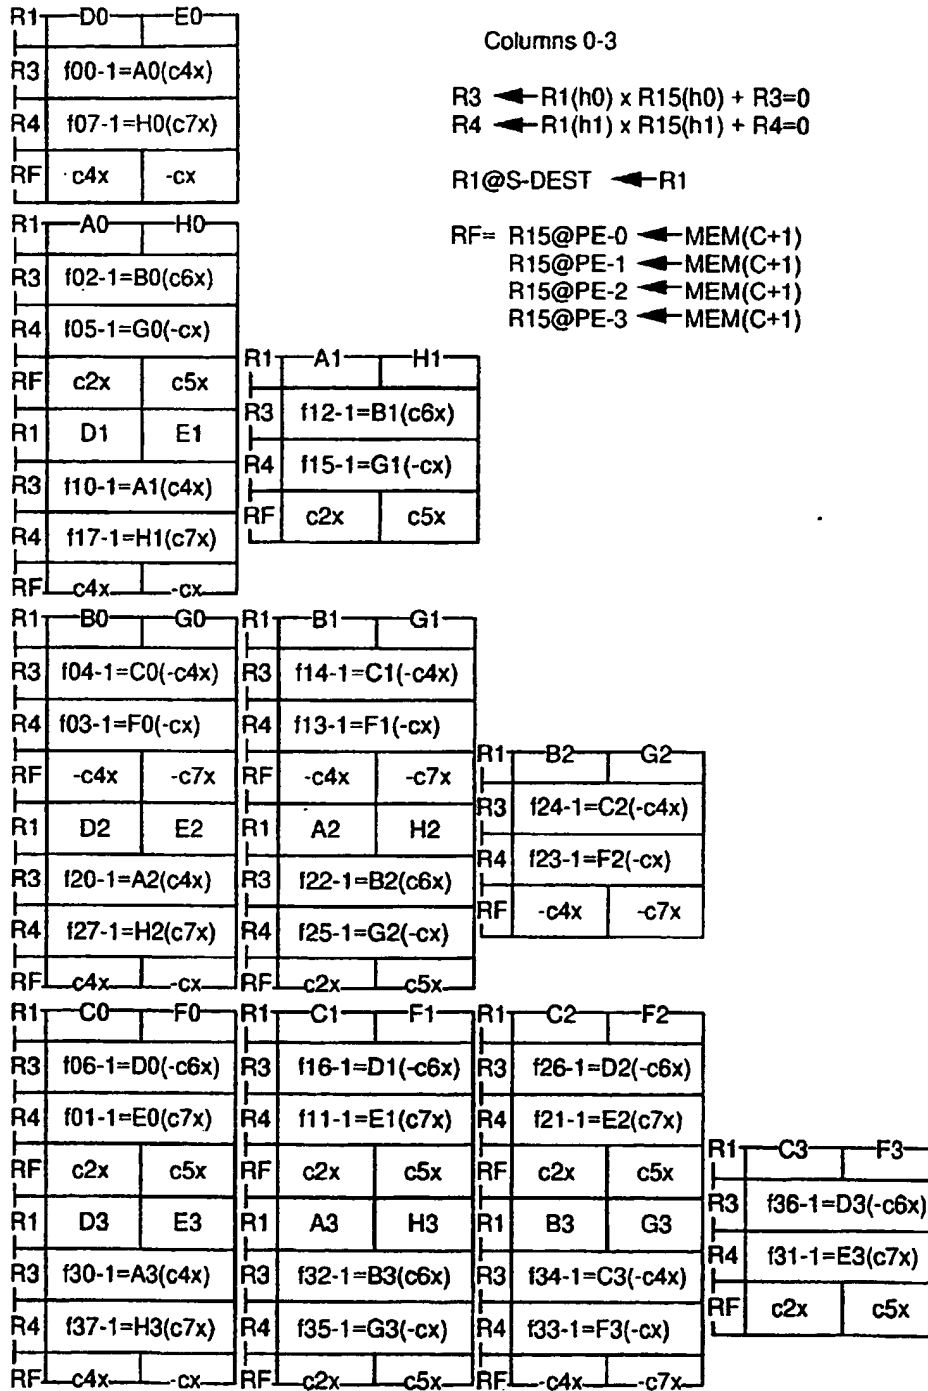 R1 D0 E0
R3 f00-1=A0(c4x)
R4 f07-1=H0(c7x)
RF c4x -cx
Columns 0-3
R3 ◄— R1(h0) x R15(h0) + R3=0
R4 ◄— R1(h1) x R15(h1) + R4=0
R1@S-DEST ◄— R1
RF= R15@PE-0 ◄— MEM(C+1)
R15@PE-1 ◄— MEM(C+1)
R15@PE-2 ◄— MEM(C+1)
R15@PE-3 ◄— MEM(C+1)
R1 A0 H0
R3 f02-1=B0(c6x)
R4 f05-1=G0(-cx)
RF c2x c5x
R1 D1 E1
R3 f10-1=A1(c4x)
R4 f17-1=H1(c7x)
RF c4x -cx
R1 A1 H1
R3 f12-1=B1(c6x)
R4 f15-1=G1(-cx)
RF c2x c5x
R1 B0 G0
R3 f04-1=C0(-c4x)
R4 f03-1=F0(-cx)
RF -c4x -c7x
R1 D2 E2
R3 f20-1=A2(c4x)
R4 f27-1=H2(c7x)
RF c4x -cx
R1 B1 G1
R3 f14-1=C1(-c4x)
R4 f13-1=F1(-cx)
RF -c4x -c7x
R1 A2 H2
R3 f22-1=B2(c6x)
R4 f25-1=G2(-cx)
RF c2x c5x
R1 B2 G2
R3 f24-1=C2(-c4x)
R4 f23-1=F2(-cx)
RF -c4x -c7x
R1 C0 F0
R3 f06-1=D0(-c6x)
R4 f01-1=E0(c7x)
RF c2x c5x
R1 D3 E3
R3 f30-1=A3(c4x)
R4 f37-1=H3(c7x)
RF c4x -cx
R1 C1 F1
R3 f16-1=D1(-c6x)
R4 f11-1=E1(c7x)
RF c2x c5x
R1 A3 H3
R3 f32-1=B3(c6x)
R4 f35-1=G3(-cx)
RF c2x c5x
R1 C2 F2
R3 f26-1=D2(-c6x)
R4 f21-1=E2(c7x)
RF c2x c5x
R1 B3 G3
R3 f34-1=C3(-c4x)
R4 f33-1=F3(-cx)
RF -c4x -c7x
R1 C3 F3
R3 f36-1=D3(-c6x)
R4 f31-1=E3(c7x)
RF c2x c5x